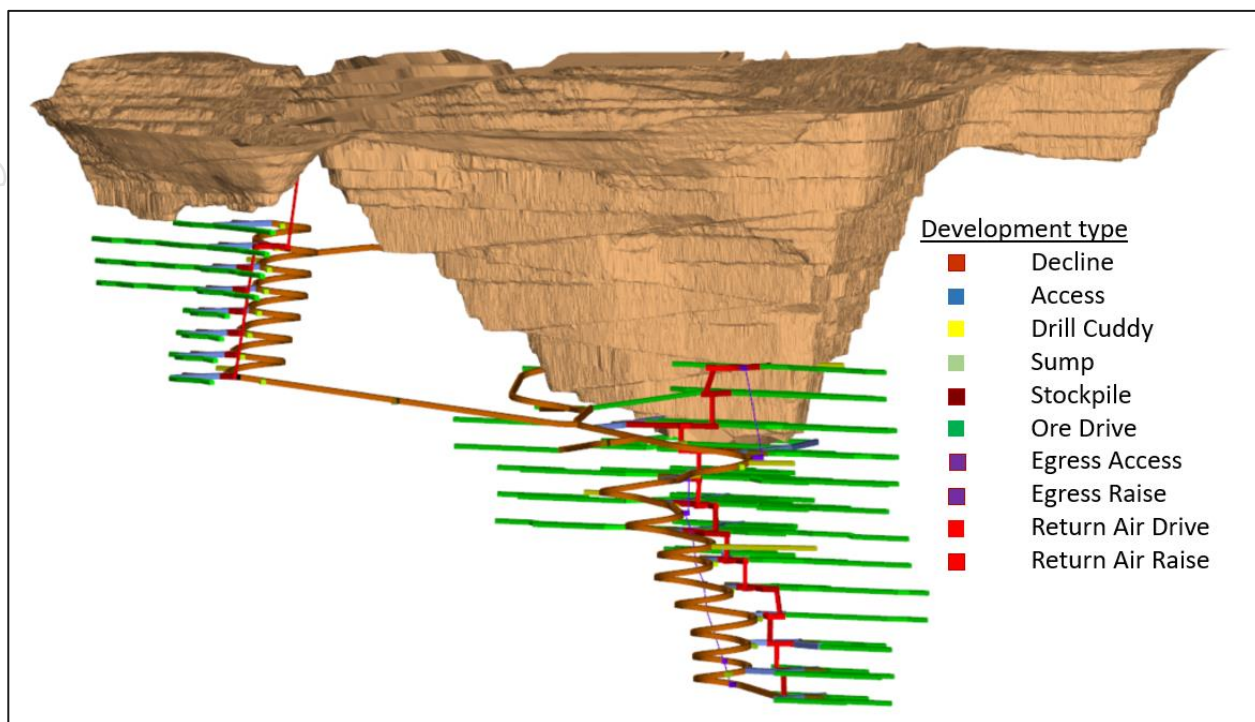 Development type
Decline
Access
Drill Cuddy
Sump
Stockpile
Ore Drive
Egress Access
Egress Raise
Return Air Drive
Return Air Raise